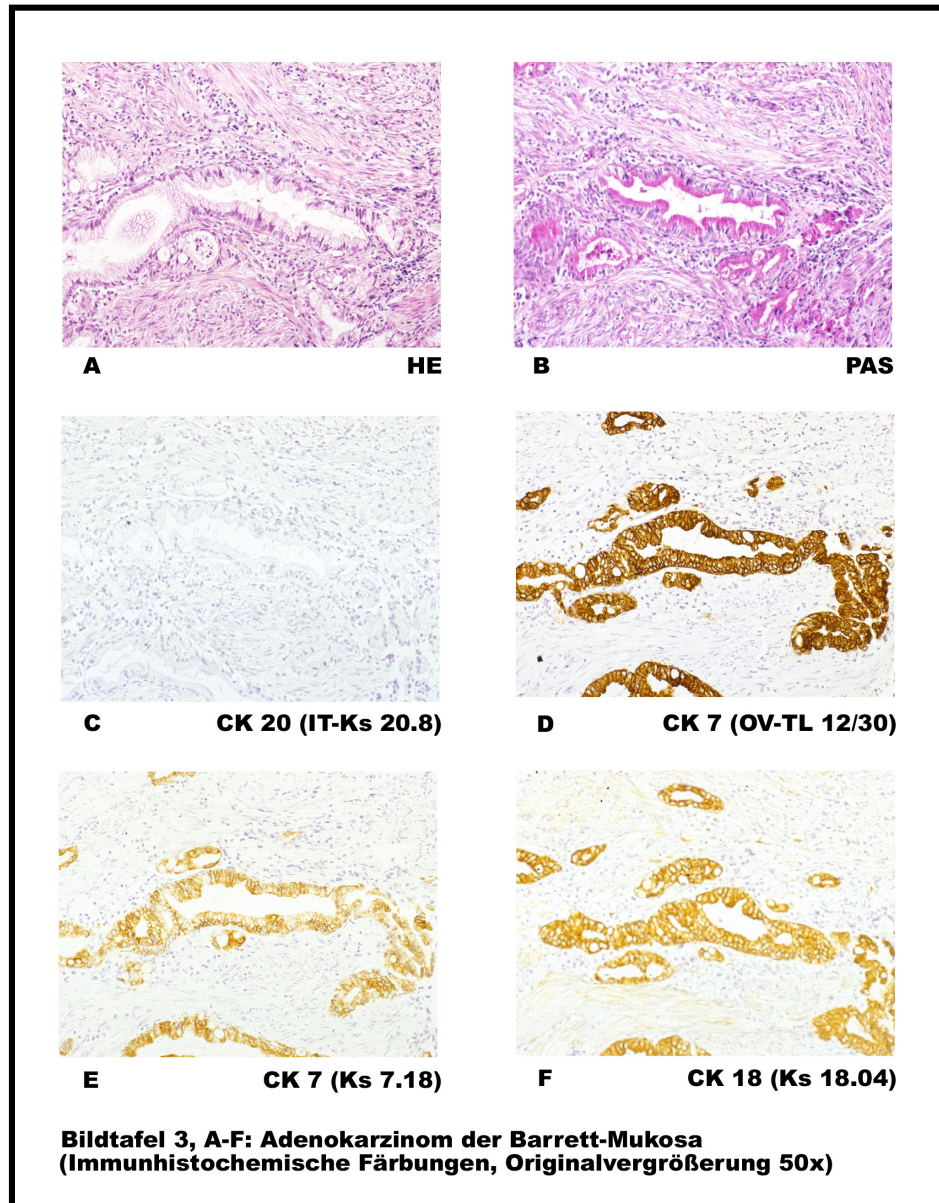 A HE
B PAS
C CK 20 (IT-Ks 20.8)
D CK 7 (OV-TL 12/30)
E CK 7 (Ks 7.18)
F CK 18 (Ks 18.04)
Bildtafel 3, A-F: Adenokarzinom der Barrett-Mukosa
(Immunhistochemische Färbungen, Originalvergrößerung 50x)